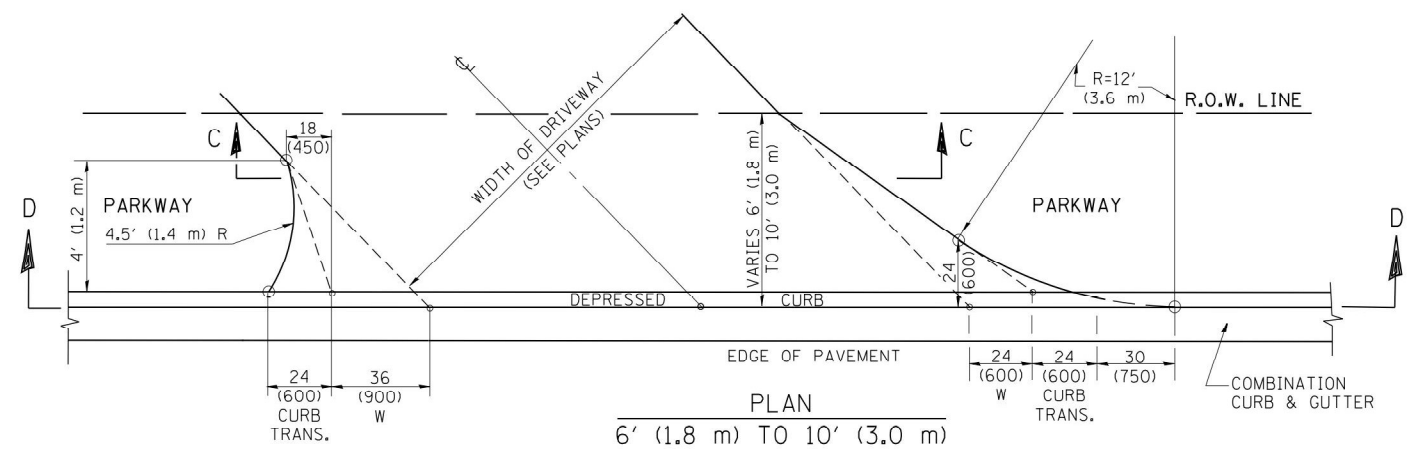 R=12'
(3.6 m)
R.O.W. LINE
℄
WIDTH OF DRIVEWAY
(SEE PLANS)
18
(450)
C
C
D
D
4' (1.2 m)
PARKWAY
4.5' (1.4 m) R
VARIES 6' (1.8 m)
TO 10' (3.0 m)
PARKWAY
24
(600)
DEPRESSED CURB
EDGE OF PAVEMENT
24
(600)
CURB
TRANS.
36
(900)
W
24
(600)
W
24
(600)
CURB
TRANS.
30
(750)
COMBINATION
CURB & GUTTER
PLAN
6' (1.8 m) TO 10' (3.0 m)